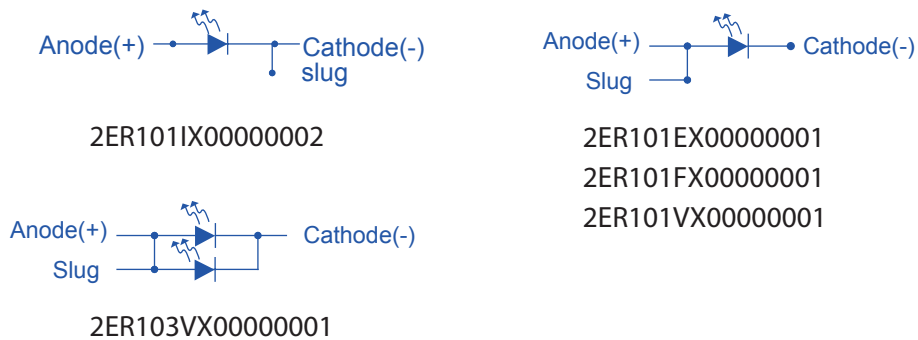 Anode(+)
Cathode(-)
slug
2ER101IX00000002
Anode(+)
Slug
Cathode(-)
2ER101EX00000001
2ER101FX00000001
2ER101VX00000001
Anode(+)
Slug
Cathode(-)
2ER103VX00000001